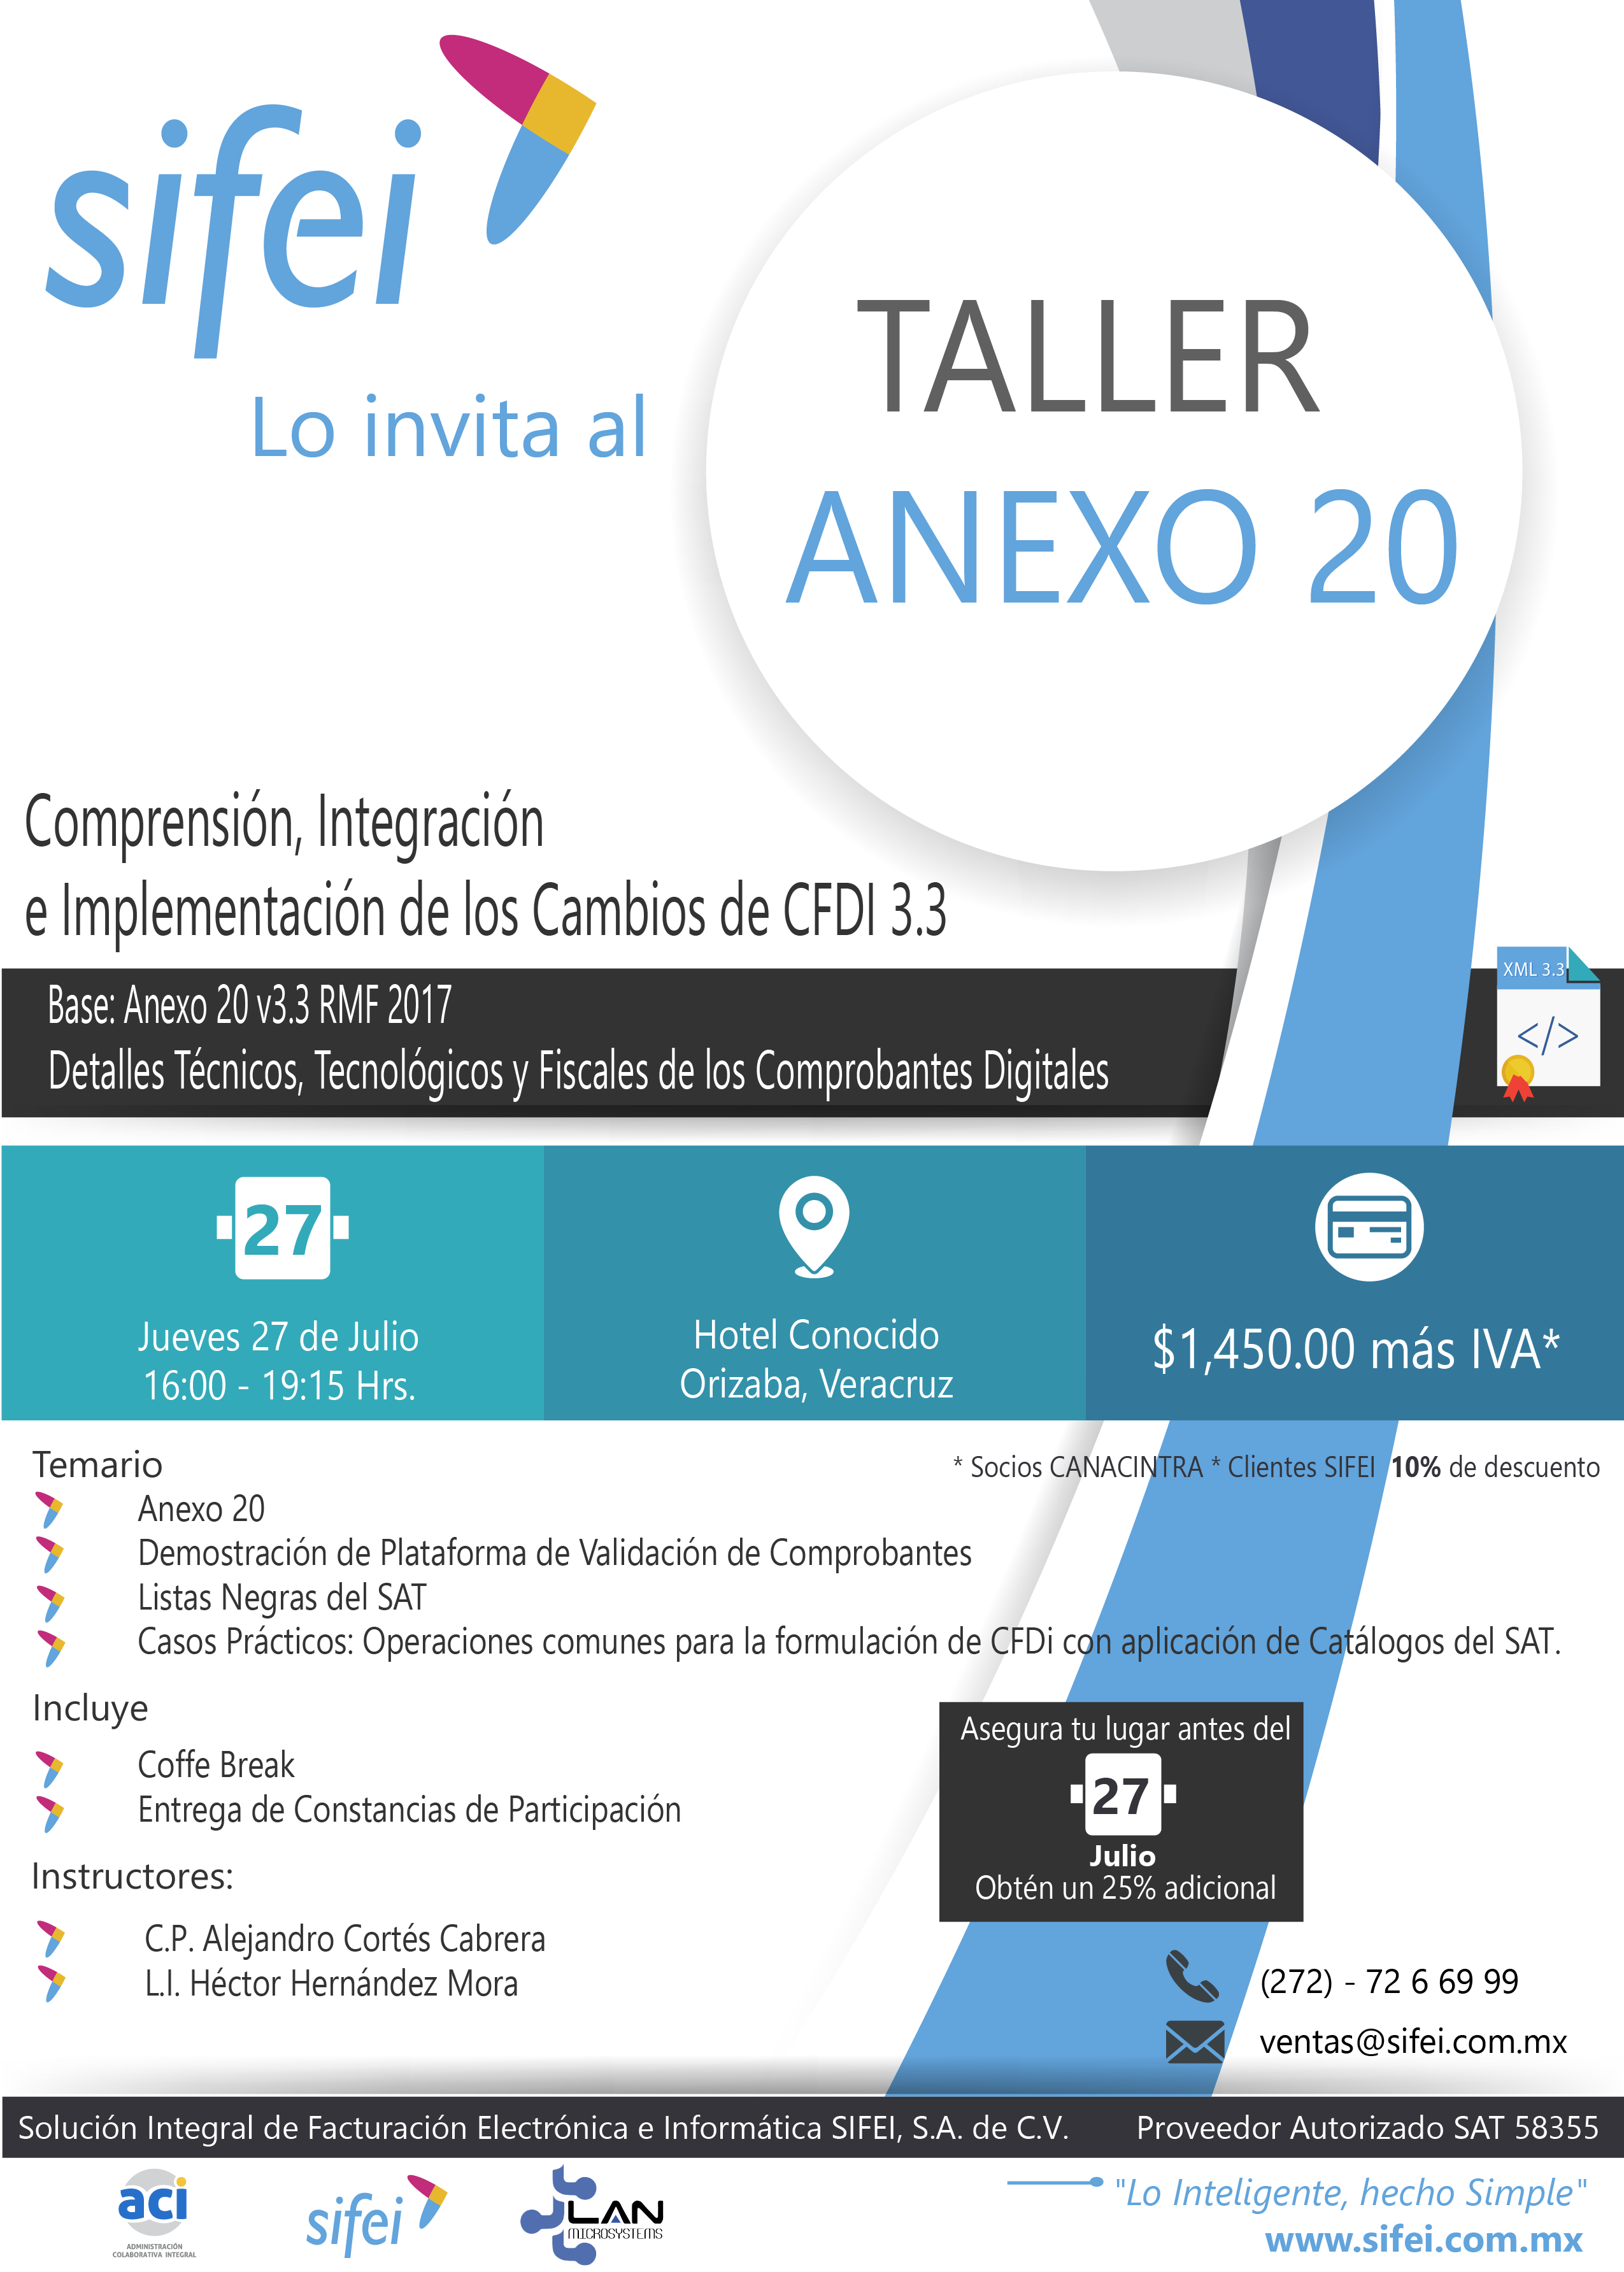 sifei
Lo invita al
TALLER
ANEXO 20
Comprensión, Integración
e Implementación de los Cambios de CFDI 3.3
Base: Anexo 20 v3.3 RMF 2017
Detalles Técnicos, Tecnológicos y Fiscales de los Comprobantes Digitales
XML 3.3
</>
27
Jueves 27 de Julio
16:00 - 19:15 Hrs.
Hotel Conocido
Orizaba, Veracruz
$1,450.00 más IVA*
* Socios CANACINTRA * Clientes SIFEI 10% de descuento
Temario
Anexo 20
Demostración de Plataforma de Validación de Comprobantes
Listas Negras del SAT
Casos Prácticos: Operaciones comunes para la formulación de CFDi con aplicación de Catálogos del SAT.
Incluye
Coffe Break
Entrega de Constancias de Participación
Asegura tu lugar antes del
27
Julio
Obtén un 25% adicional
Instructores:
C.P. Alejandro Cortés Cabrera
L.I. Héctor Hernández Mora
(272) - 72 6 69 99
ventas@sifei.com.mx
Solución Integral de Facturación Electrónica e Informática SIFEI, S.A. de C.V.
Proveedor Autorizado SAT 58355
aci
ADMINISTRACIÓN
COLABORATIVA INTEGRAL
sifei
LAN
MICROSYSTEMS
"Lo Inteligente, hecho Simple"
www.sifei.com.mx